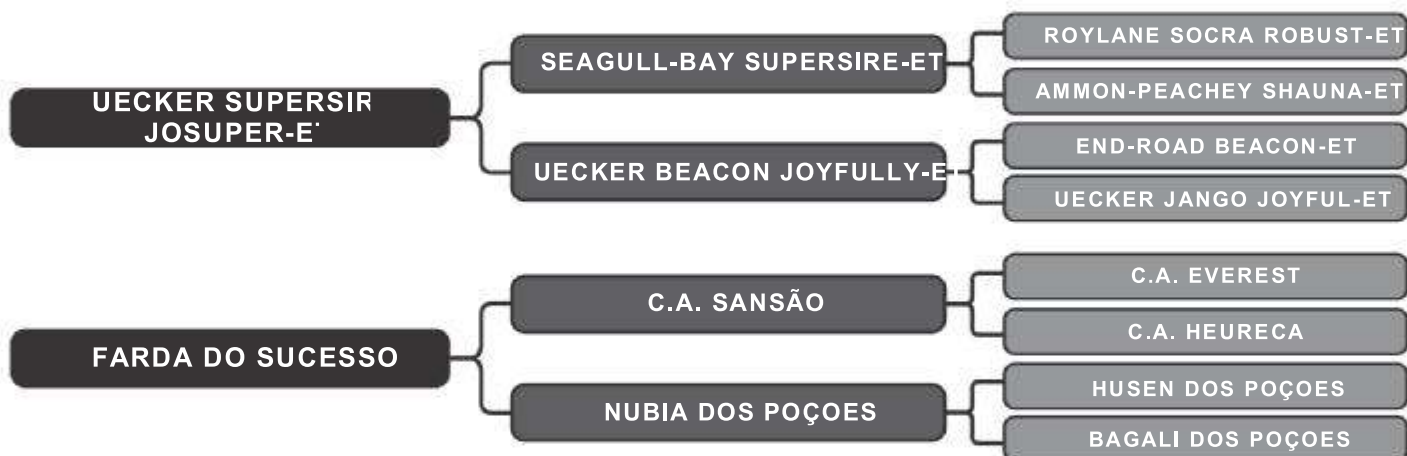 ROYLANE SOCRA ROBUST-ET
SEAGULL-BAY SUPERSIRE-ET
AMMON-PEACHEY SHAUNA-ET
UECKER SUPERSIR
JOSUPER-E
END-ROAD BEACON-ET
UECKER BEACON JOYFULLY-ET
UECKER JANGO JOYFUL-ET
C.A. EVEREST
C.A. SANSÃO
C.A. HEURECA
FARDA DO SUCESSO
HUSEN DOS POÇOES
NUBIA DOS POÇOES
BAGALI DOS POÇOES